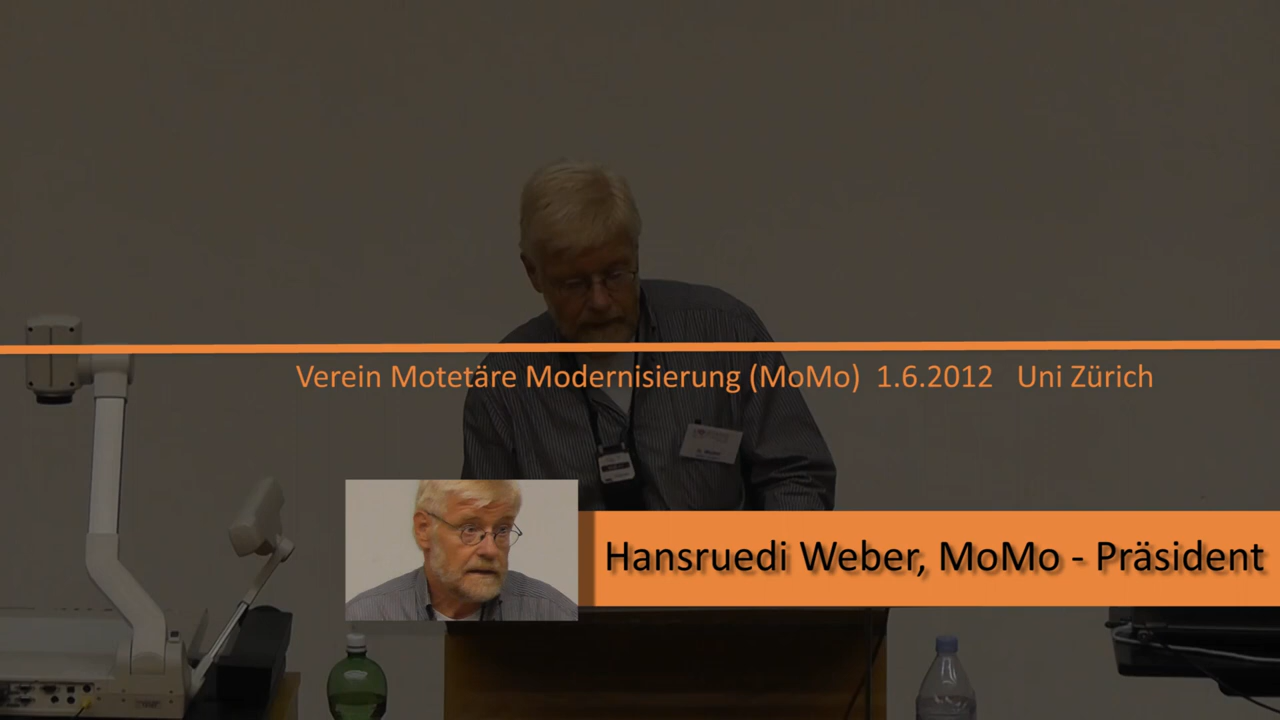 Verein Motetäre Modernisierung (MoMo) 1.6.2012 Uni Zürich
Hansruedi Weber, MoMo - Präsident